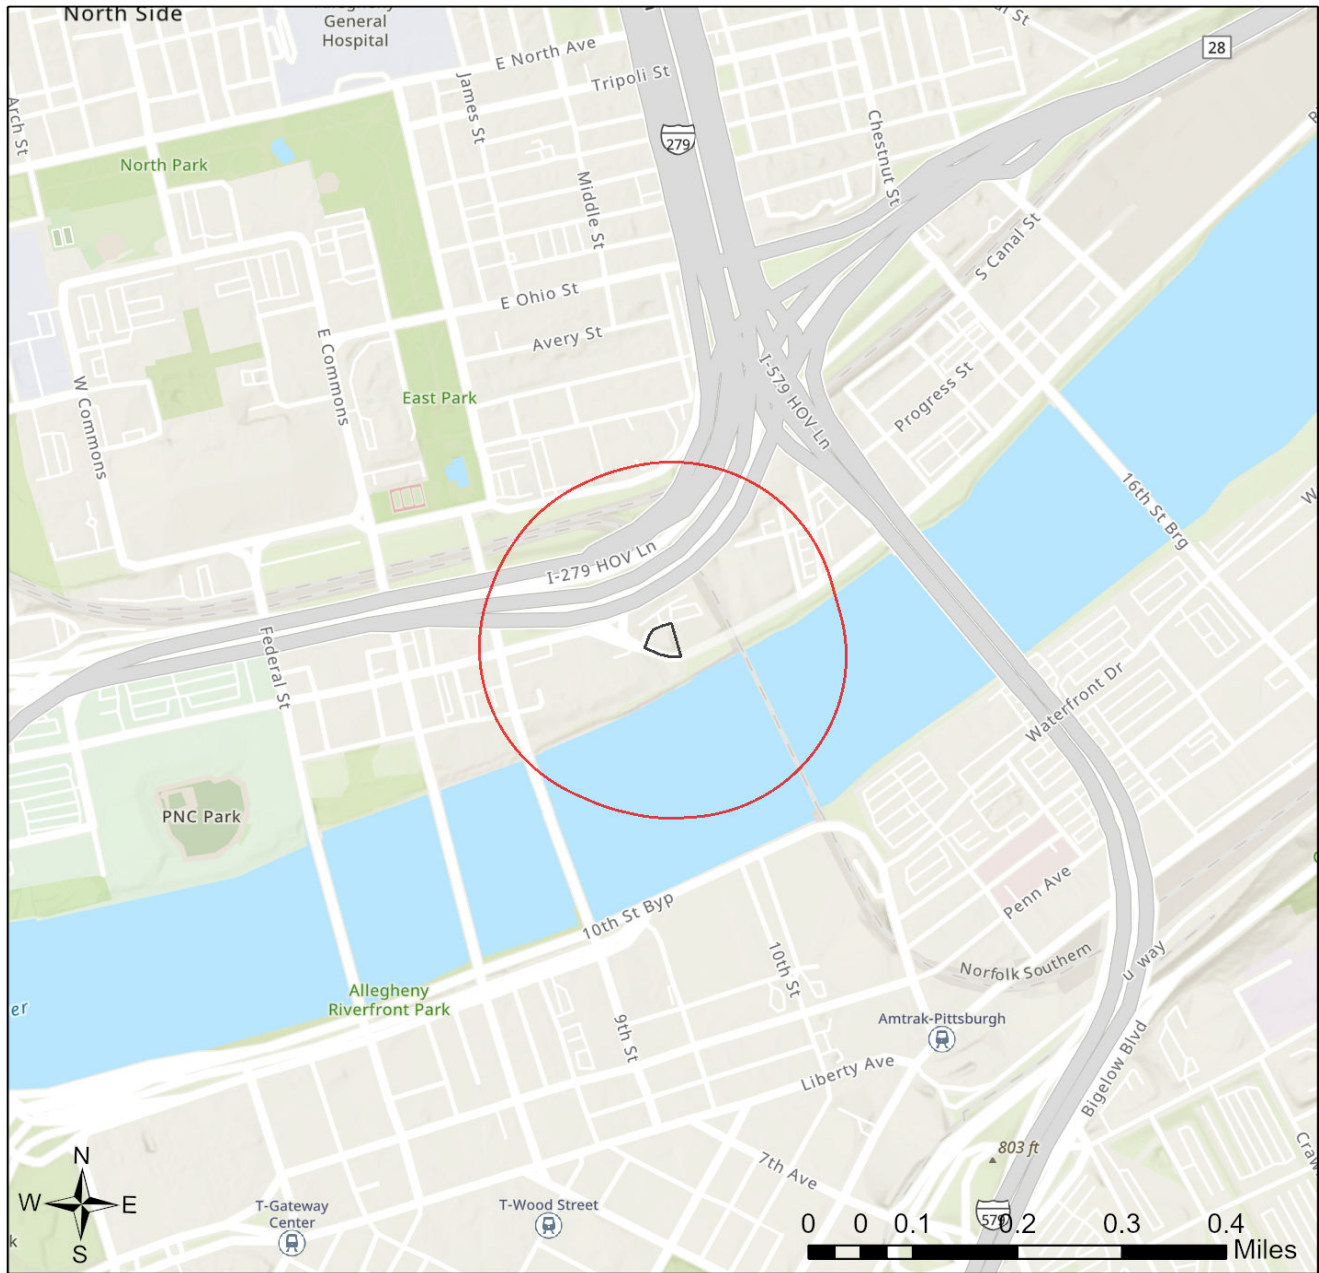 North Side
General
Hospital
E North Ave
Tripoli St
28
Arch St
James St
279
Chestnut St
North Park
Middle St
S Canal St
E Ohio St
Avery St
E Commons
W Commons
I-579 HOV Ln
Progress St
East Park
16th St Brg
I-279 HOV Ln
Federal St
Waterfront Dr
PNC Park
Penn Ave
10th St Byp
10th St
Norfolk Southern
Allegheny
Riverfront Park
9th St
Amtrak-Pittsburgh
Liberty Ave
Bigelow Blvd
803 ft
7th Ave
N
W E
S
T-Gateway
Center
T-Wood Street
579
0 0 0.1 0.2 0.3 0.4
Miles